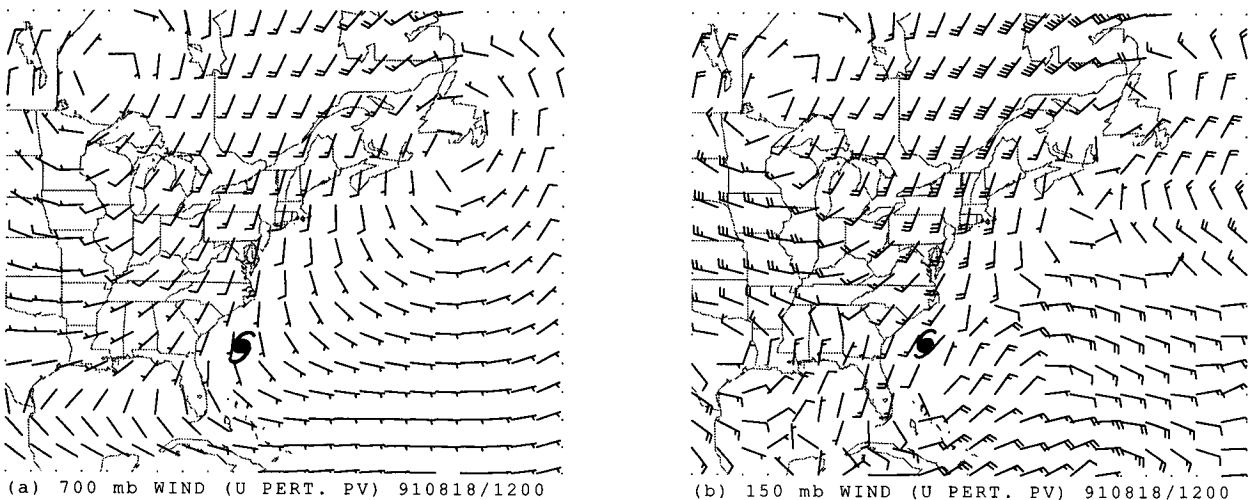 (a) 700 mb WIND (U PERT. PV) 910818/1200
(b) 150 mb WIND (U PERT. PV) 910818/1200